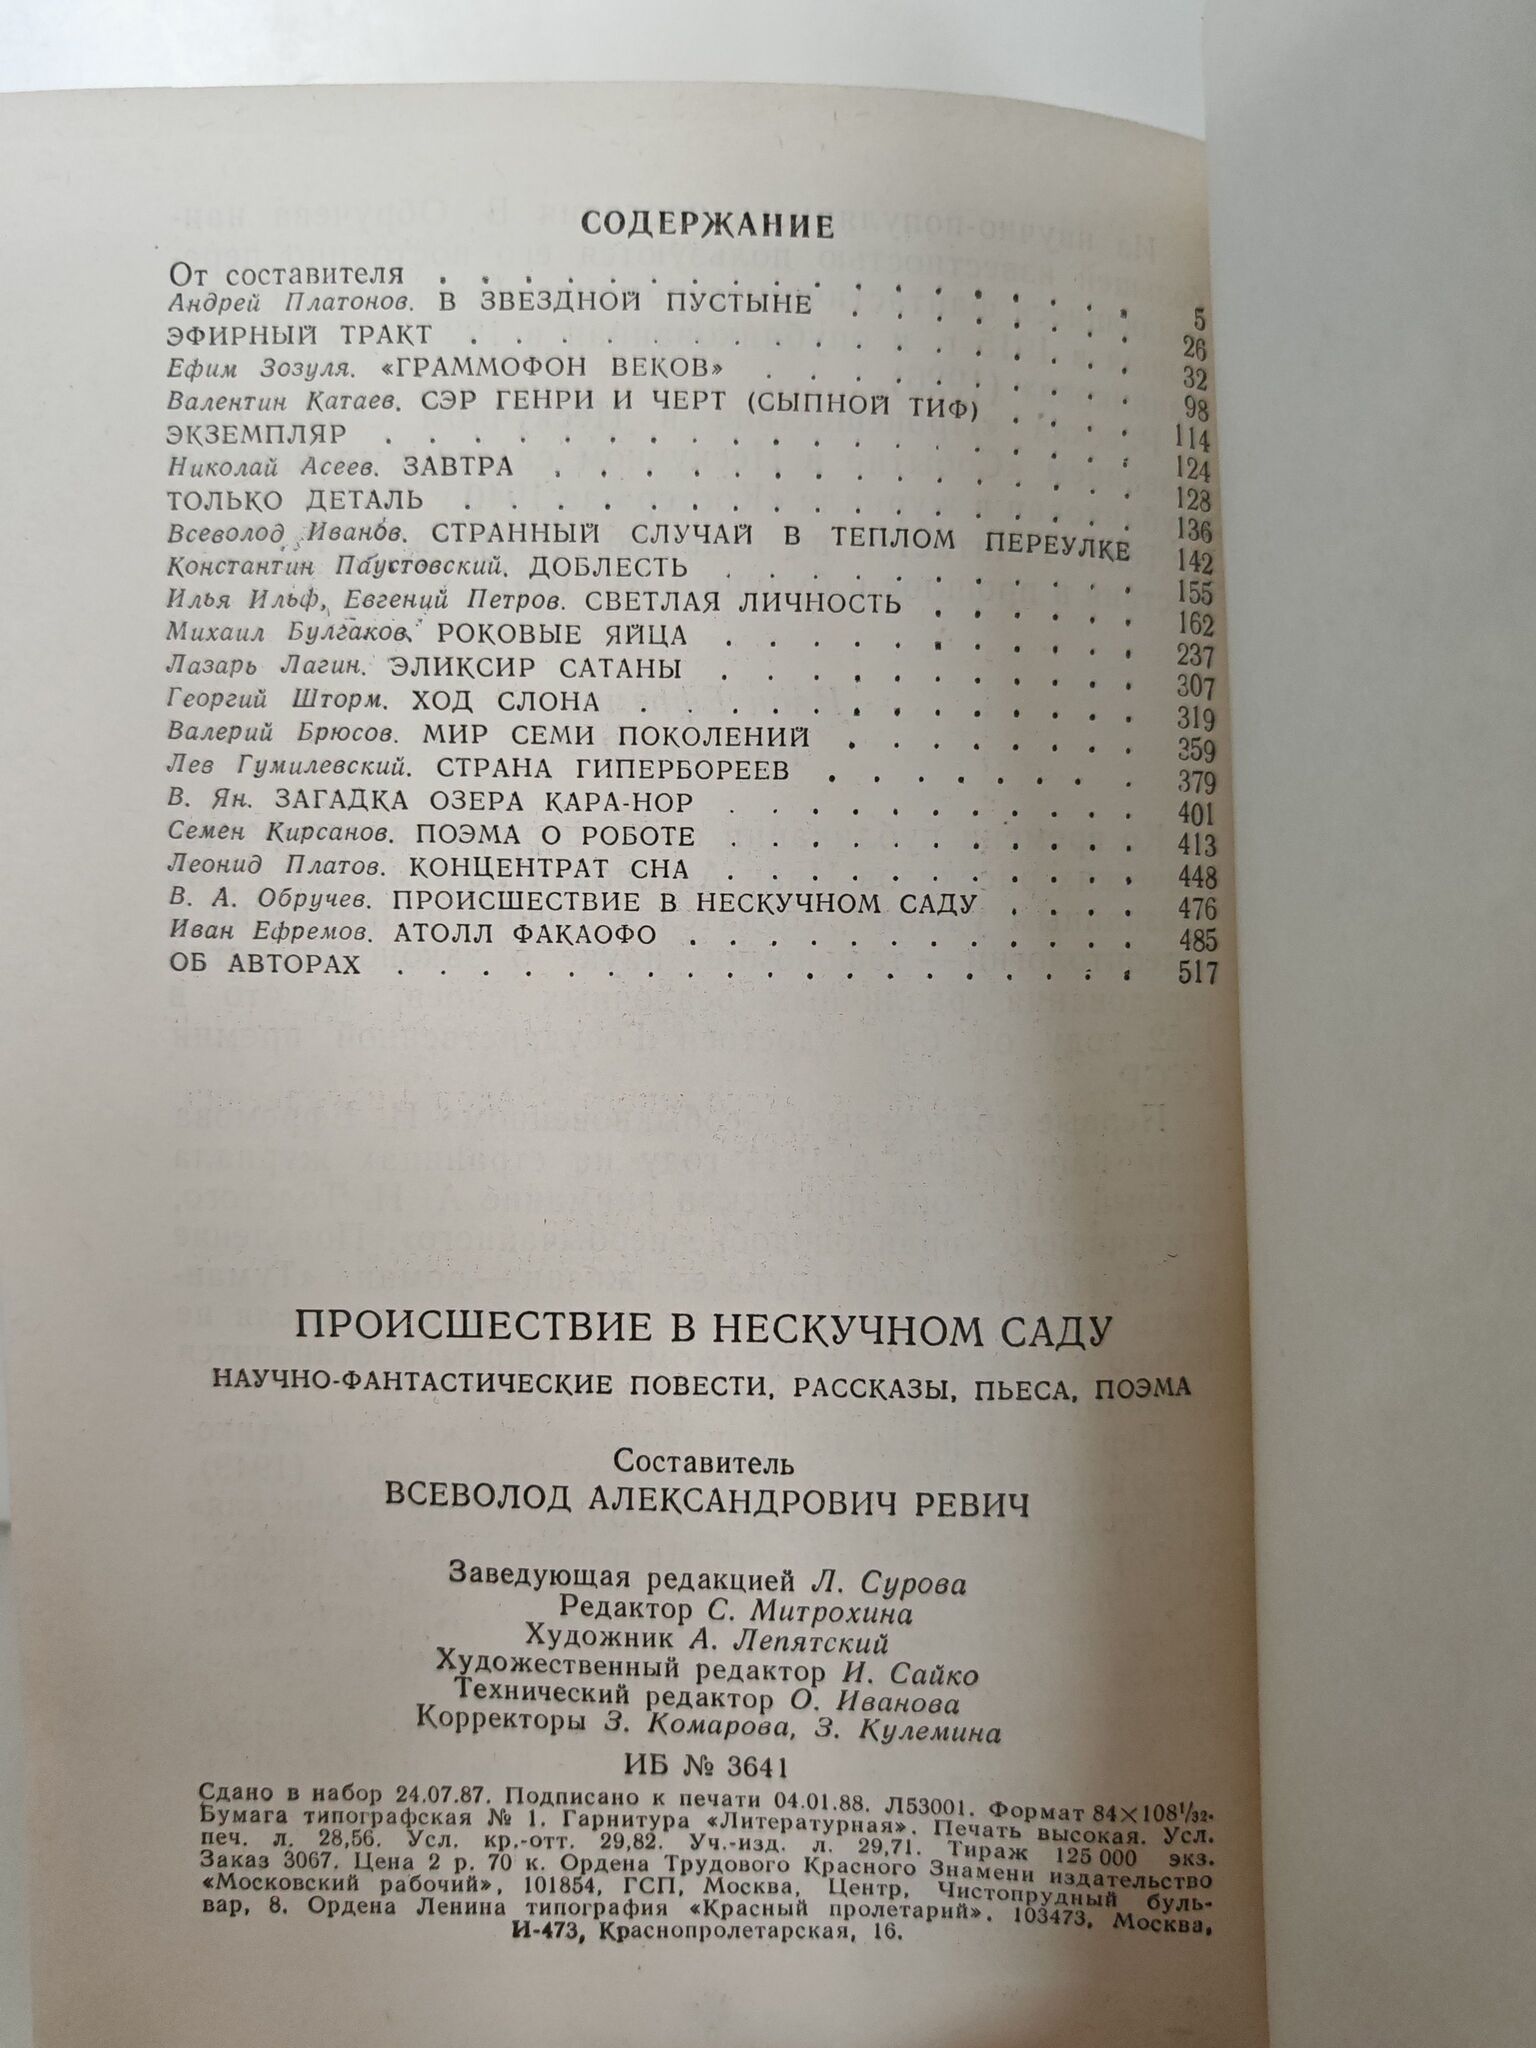 СОДЕРЖАНИЕ
От составителя . . . . . . . . . . . . . . . . . . 5
Андрей Платонов. В ЗВЕЗДНОЙ ПУСТЫНЕ . . . . . . . . 26
ЭФИРНЫЙ ТРАКТ . . . . . . . . . . . . . . . . . . 32
Ефим Зозуля. «ГРАММОФОН ВЕКОВ» . . . . . . . . . . 98
Валентин Катаев. СЭР ГЕНРИ И ЧЕРТ (СЫПНОЙ ТИФ) . . . . 114
ЭКЗЕМПЛЯР . . . . . . . . . . . . . . . . . . . . 124
Николай Асеев. ЗАВТРА . . . . . . . . . . . . . . . 128
ТОЛЬКО ДЕТАЛЬ . . . . . . . . . . . . . . . . . . 136
Всеволод Иванов. СТРАННЫЙ СЛУЧАЙ В ТЕПЛОМ ПЕРЕУЛКЕ 142
Константин Паустовский. ДОБЛЕСТЬ . . . . . . . . . . . 155
Илья Ильф, Евгений Петров. СВЕТЛАЯ ЛИЧНОСТЬ . . . . . . 162
Михаил Булгаков. РОКОВЫЕ ЯЙЦА . . . . . . . . . . . 237
Лазарь Лагин. ЭЛИКСИР САТАНЫ . . . . . . . . . . . 307
Георгий Шторм. ХОД СЛОНА . . . . . . . . . . . . . 319
Валерий Брюсов. МИР СЕМИ ПОКОЛЕНИЙ . . . . . . . . 359
Лев Гумилевский. СТРАНА ГИПЕРБОРЕЕВ . . . . . . . . 379
В. Ян. ЗАГАДКА ОЗЕРА КАРА-НОР . . . . . . . . . . . 401
Семен Кирсанов. ПОЭМА О РОБОТЕ . . . . . . . . . . . 413
Леонид Платов. КОНЦЕНТРАТ СНА . . . . . . . . . . . 448
В. А. Обручев. ПРОИСШЕСТВИЕ В НЕСКУЧНОМ САДУ . . . . 476
Иван Ефремов. АТОЛЛ ФАКАОФО . . . . . . . . . . . . 485
ОБ АВТОРАХ . . . . . . . . . . . . . . . . . . . 517
ПРОИСШЕСТВИЕ В НЕСКУЧНОМ САДУ
НАУЧНО-ФАНТАСТИЧЕСКИЕ ПОВЕСТИ, РАССКАЗЫ, ПЬЕСА, ПОЭМА
Составитель
ВСЕВОЛОД АЛЕКСАНДРОВИЧ РЕВИЧ
Заведующая редакцией Л. Сурова
Редактор С. Митрохина
Художник А. Лепятский
Художественный редактор И. Сайко
Технический редактор О. Иванова
Корректоры З. Комарова, З. Кулемина
ИБ № 3641
Сдано в набор 24.07.87. Подписано к печати 04.01.88. Л53001. Формат 84×108¹/₃₂.
Бумага типографская № 1. Гарнитура «Литературная». Печать высокая. Усл.
печ. л. 28,56. Усл. кр.-отт. 29,82. Уч.-изд. л. 29,71. Тираж 125 000 экз.
Заказ 3067. Цена 2 р. 70 к. Ордена Трудового Красного Знамени издательство
«Московский рабочий», 101854, ГСП, Москва, Центр, Чистопрудный буль-
вар, 8. Ордена Ленина типография «Красный пролетарий». 103473, Москва,
И-473, Краснопролетарская, 16.